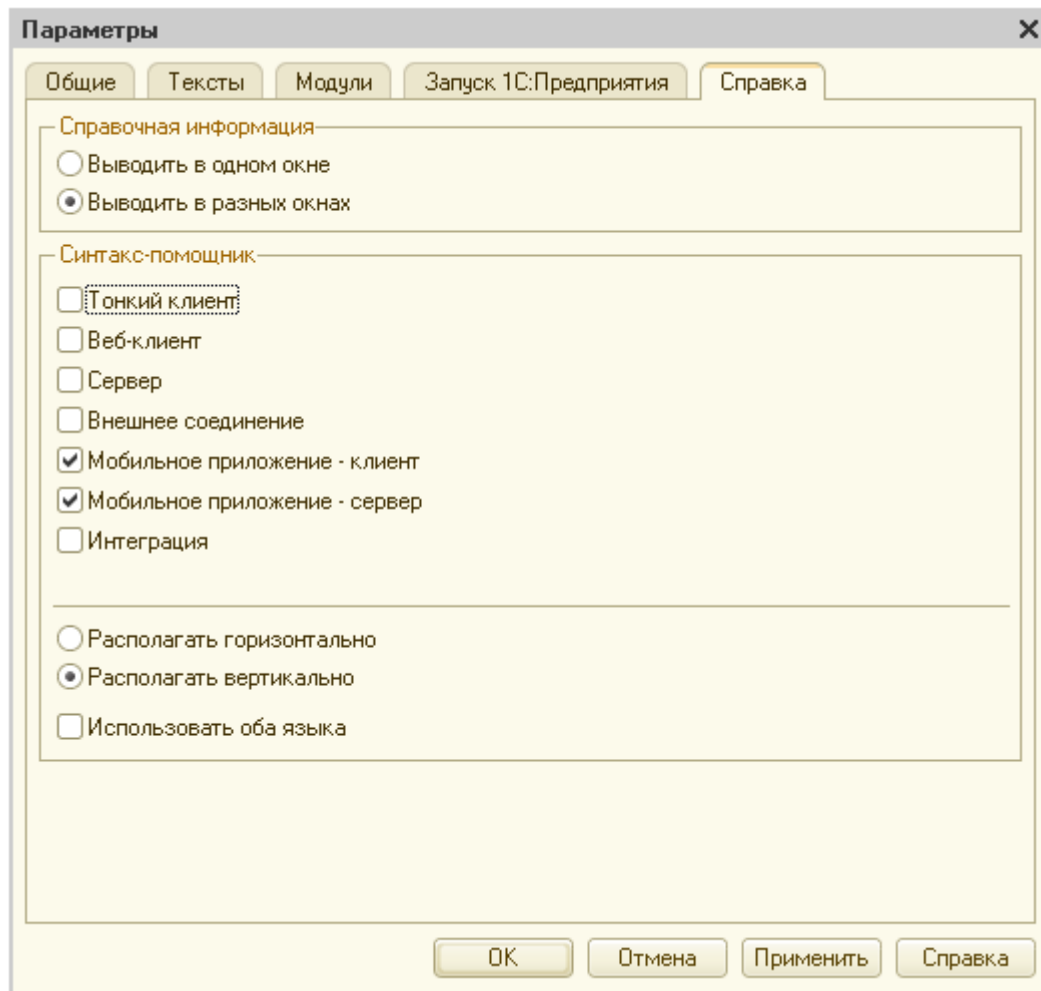 Параметры
Общие Тексты Модули Запуск 1С:Предприятия Справка
Справочная информация
Выводить в одном окне
Выводить в разных окнах
Синтакс-помощник
Тонкий клиент
Веб-клиент
Сервер
Внешнее соединение
Мобильное приложение - клиент
Мобильное приложение - сервер
Интеграция
Располагать горизонтально
Располагать вертикально
Использовать оба языка
OK Отмена Применить Справка